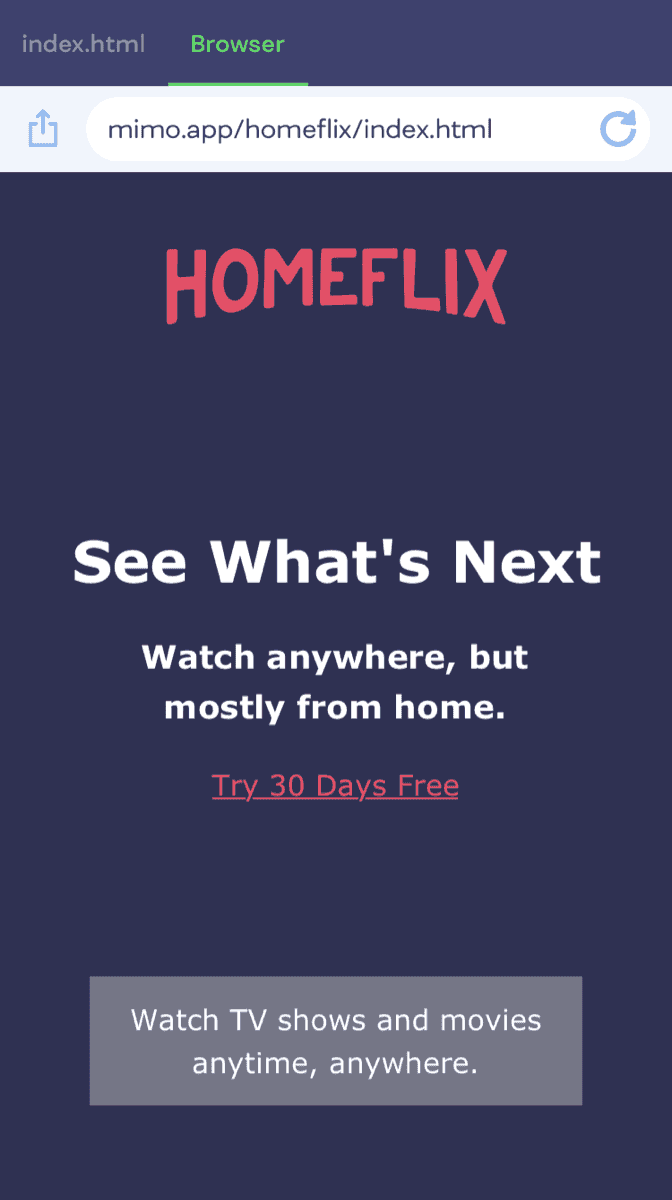 index.html Browser
mimo.app/homeflix/index.html
HOMEFLIX
See What's Next
Watch anywhere, but
mostly from home.
Try 30 Days Free
Watch TV shows and movies
anytime, anywhere.